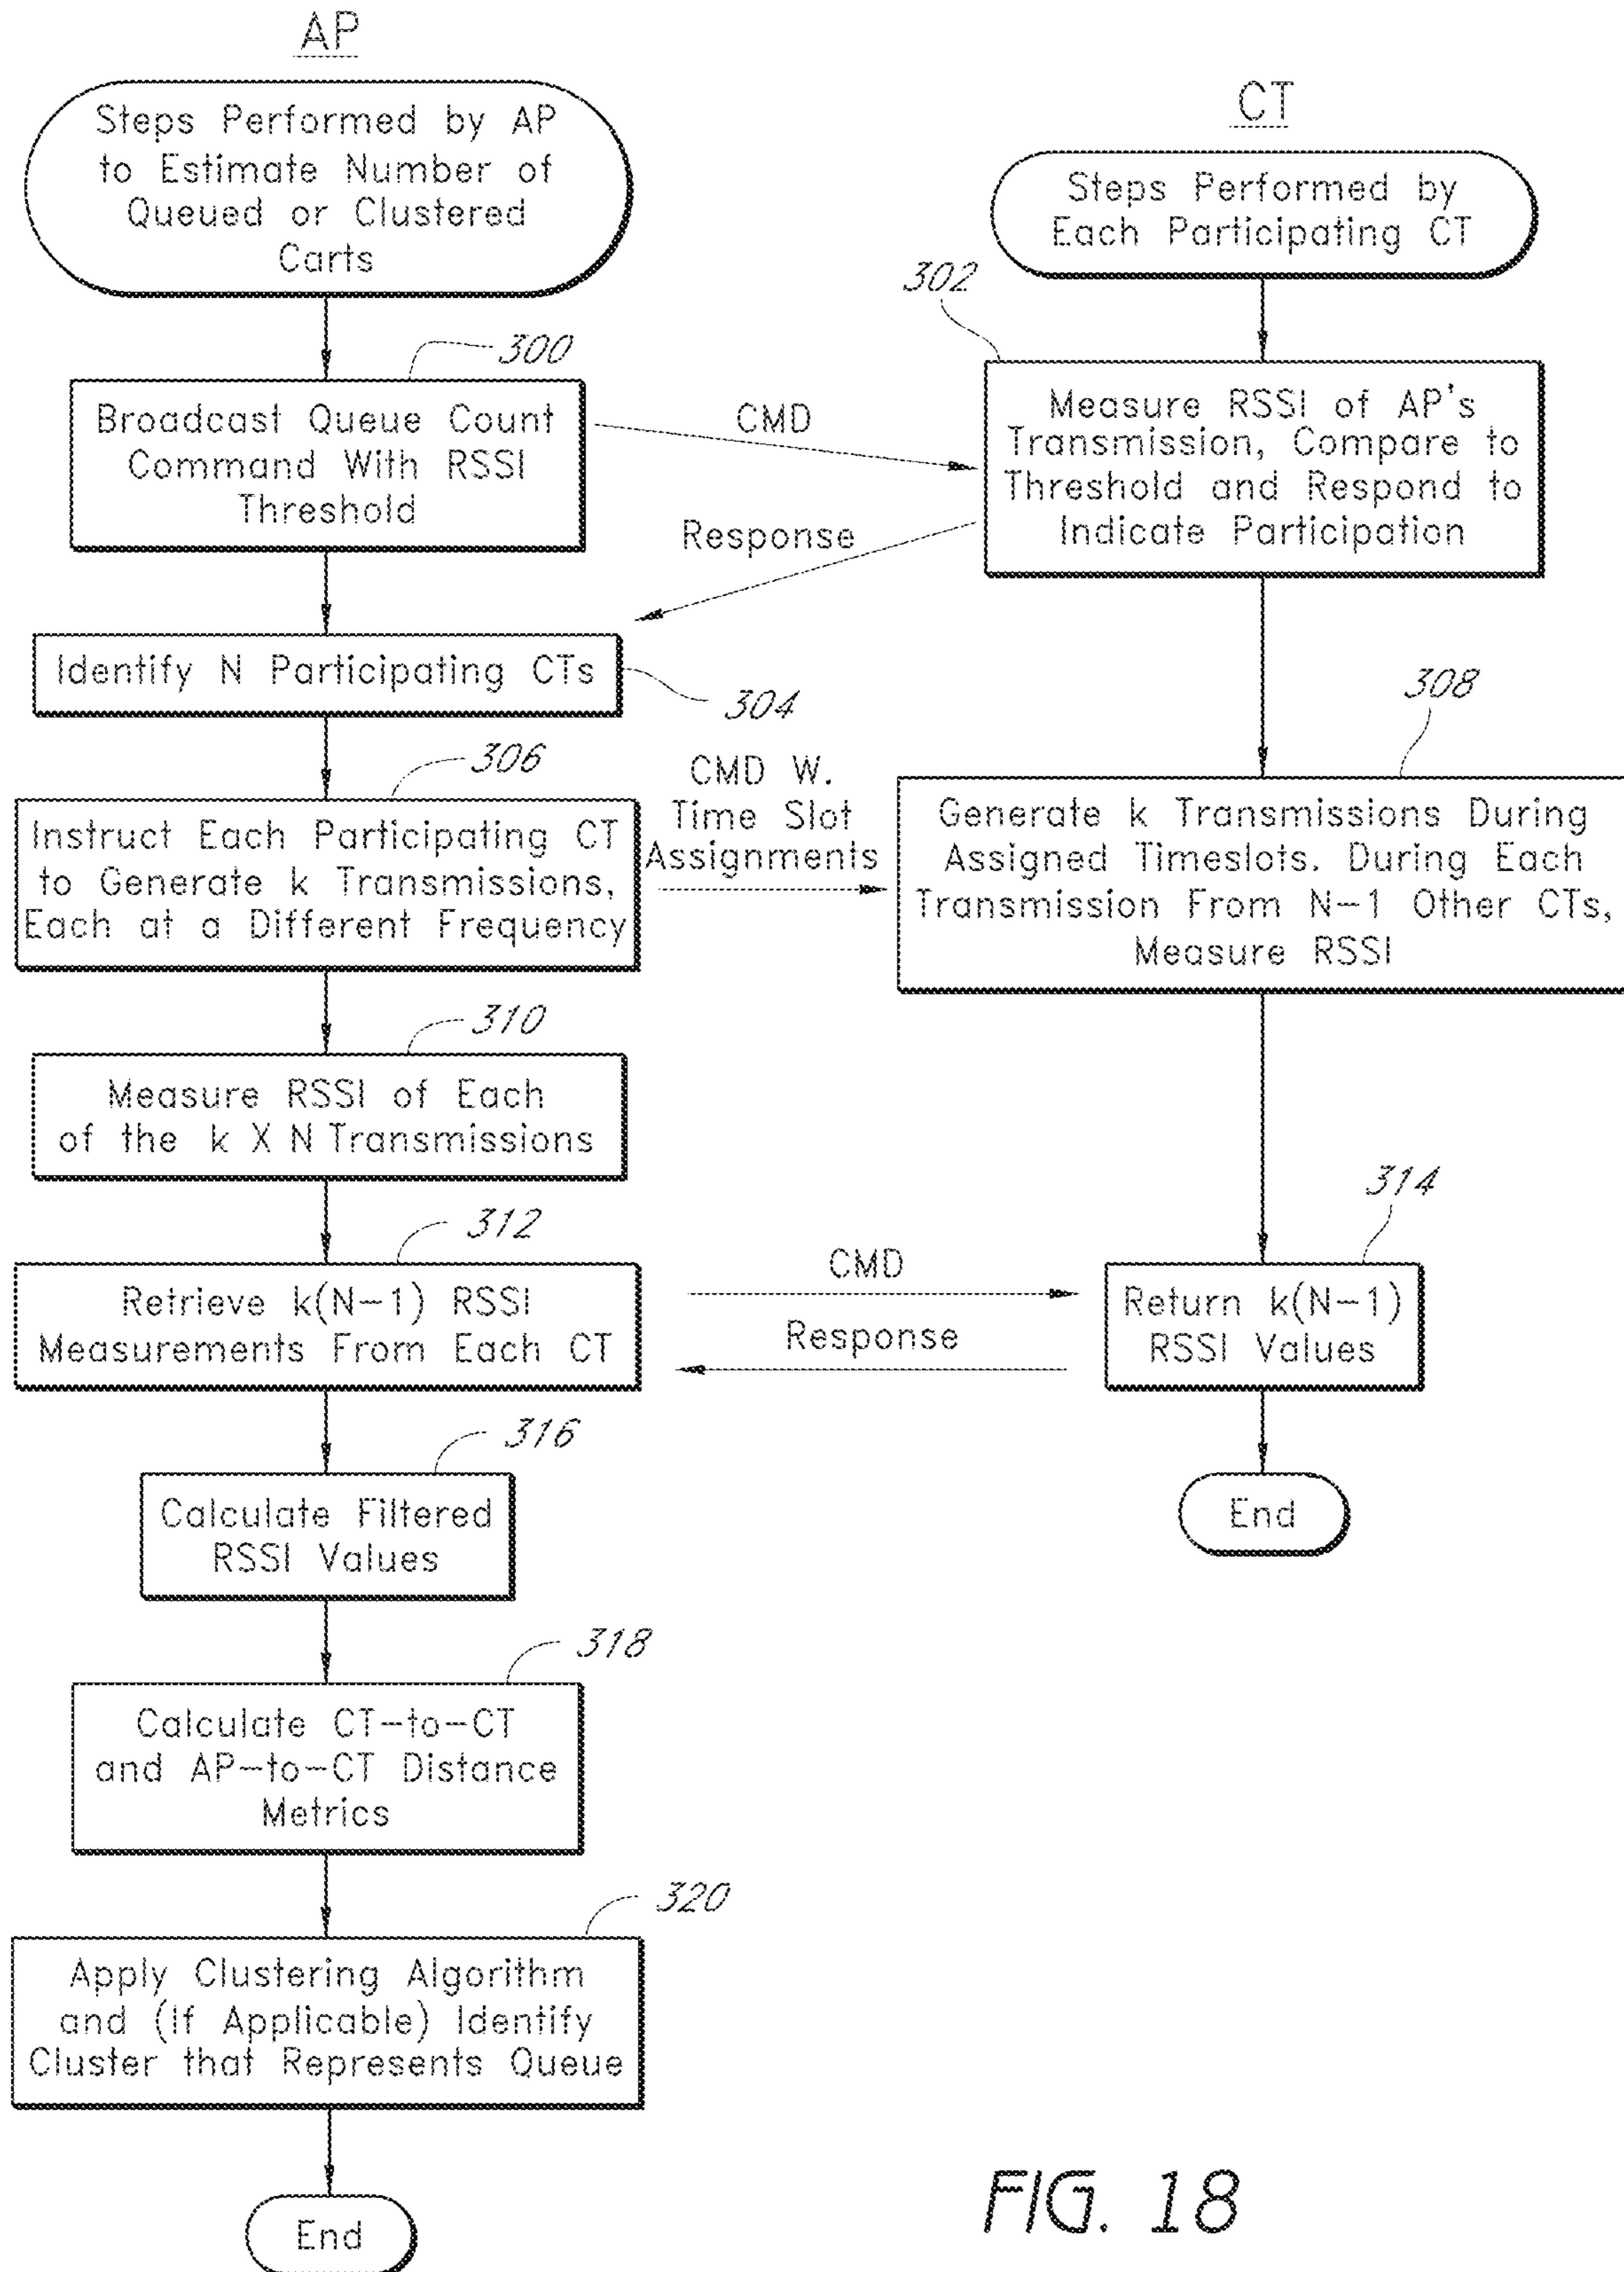 AP
Steps Performed by AP
to Estimate Number of
Queued or Clustered
Carts
CT
Steps Performed by
Each Participating CT
300
Broadcast Queue Count
Command With RSSI
Threshold
CMD
302
Measure RSSI of AP's
Transmission, Compare to
Threshold and Respond to
Indicate Participation
Response
Identify N Participating CTs
304
306
Instruct Each Participating CT
to Generate k Transmissions,
Each at a Different Frequency
CMD W.
Time Slot
Assignments
308
Generate k Transmissions During
Assigned Timeslots. During Each
Transmission From N-1 Other CTs,
Measure RSSI
310
Measure RSSI of Each
of the k X N Transmissions
312
Retrieve k(N-1) RSSI
Measurements From Each CT
CMD
Response
314
Return k(N-1)
RSSI Values
End
316
Calculate Filtered
RSSI Values
318
Calculate CT-to-CT
and AP-to-CT Distance
Metrics
320
Apply Clustering Algorithm
and (If Applicable) Identify
Cluster that Represents Queue
End
FIG. 18